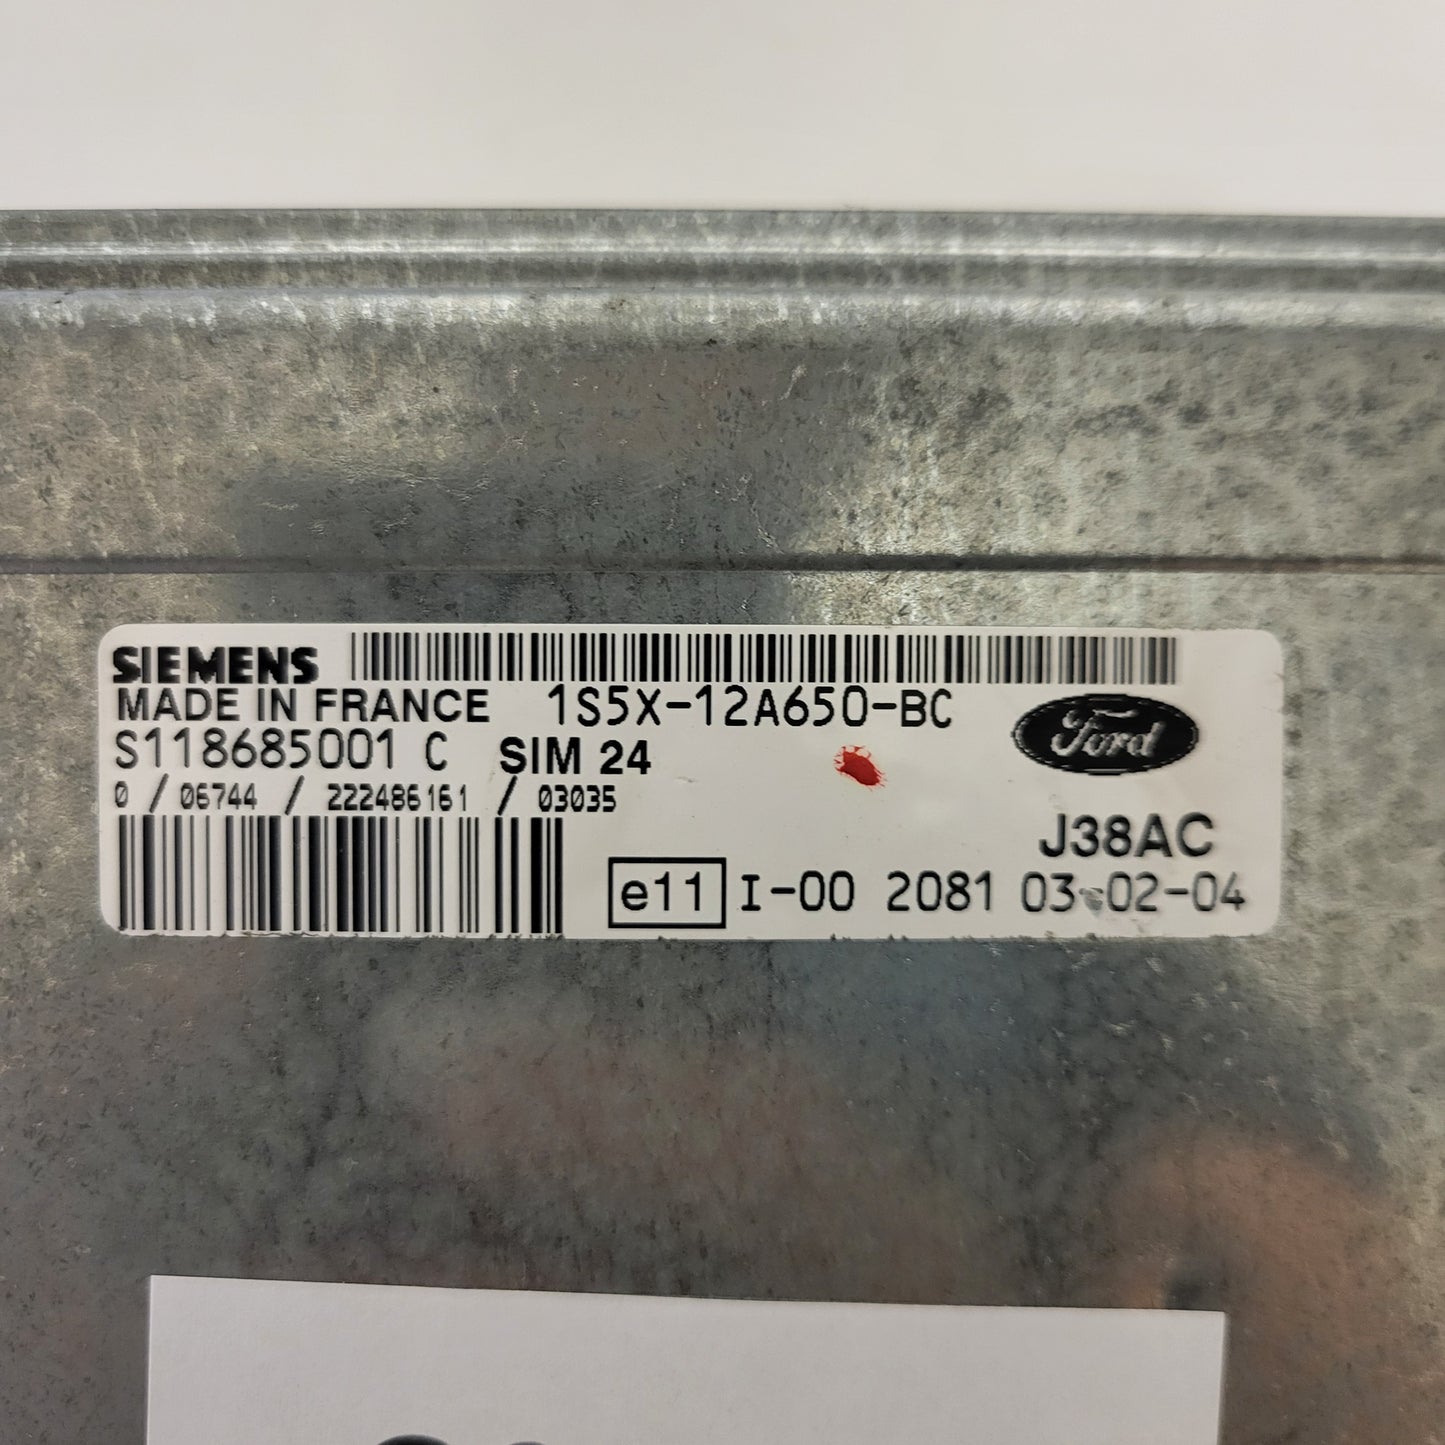 SIEMENS
MADE IN FRANCE 1S5X-12A650-BC
S118685001 C SIM 24
Ford
0 / 06744 / 222486161 / 03035
J38AC
e11 I-00 2081 03-02-04